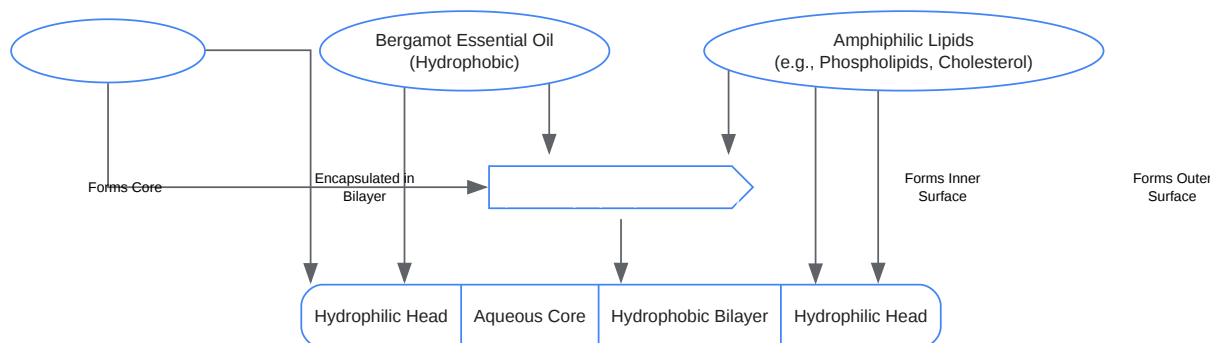 Bergamot Essential Oil
(Hydrophobic)
Amphiphilic Lipids
(e.g., Phospholipids, Cholesterol)
Forms Core
Encapsulated in
Bilayer
Forms Inner
Surface
Forms Outer
Surface
Hydrophilic Head
Aqueous Core
Hydrophobic Bilayer
Hydrophilic Head